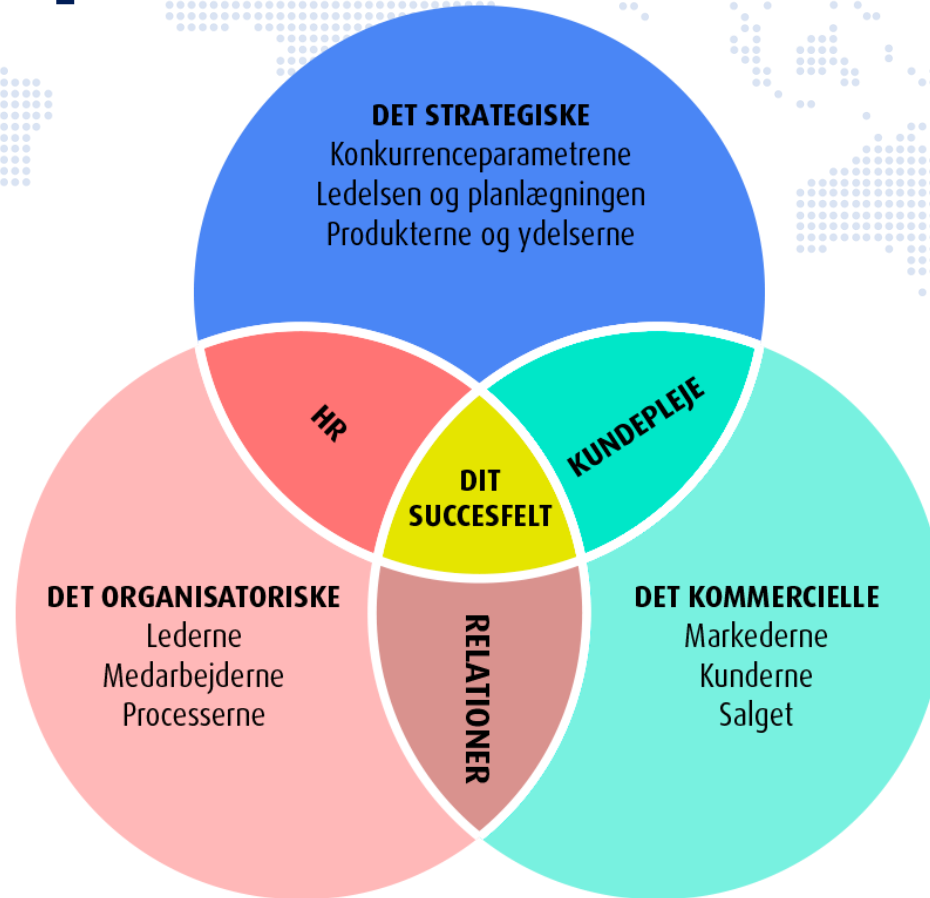 DET STRATEGISKE
Konkurrenceparametrene
Ledelsen og planlægningen
Produkterne og ydelserne
HR
KUNDEPLEJE
DIT
SUCCESFELT
DET ORGANISATORISKE
Lederne
Medarbejderne
Processerne
RELATIONER
DET KOMMERCIELLE
Markederne
Kunderne
Salget